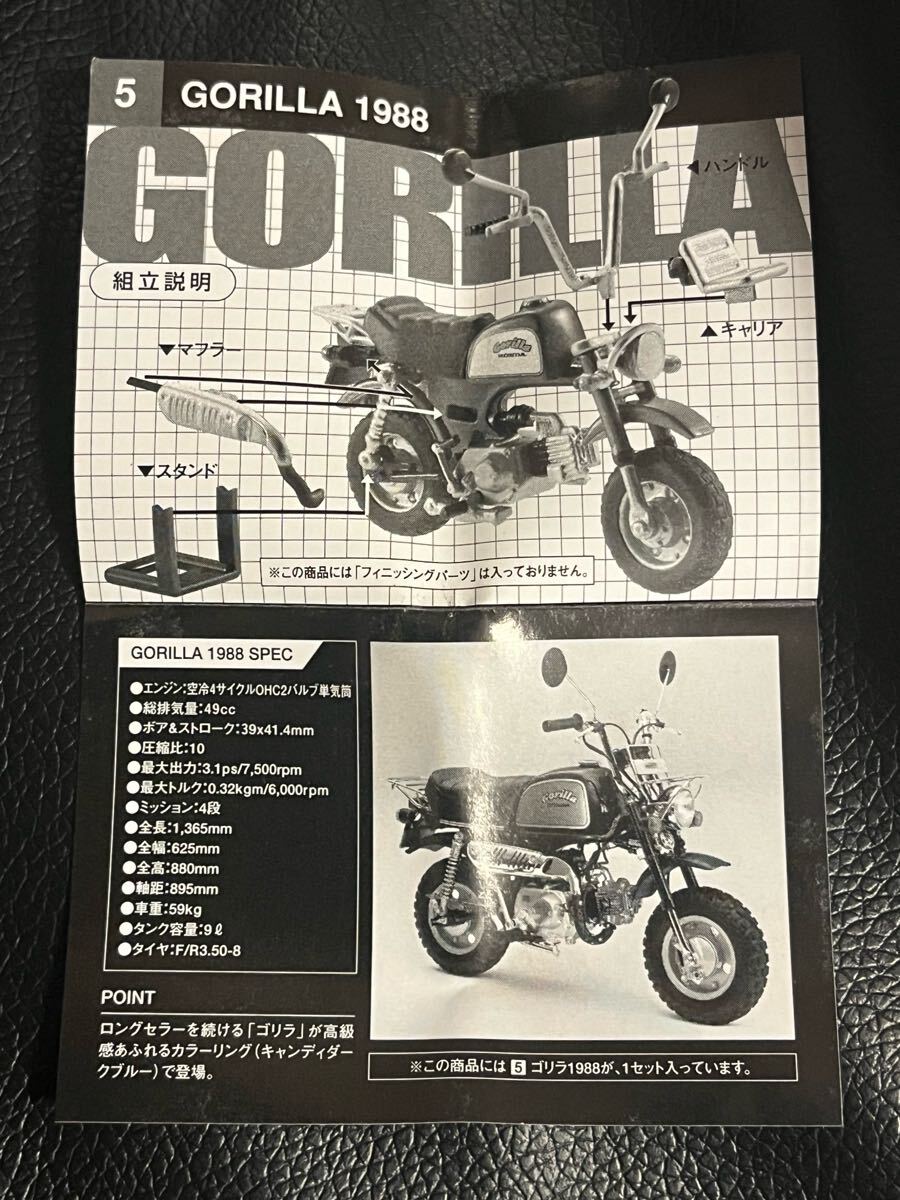 5 GORILLA 1988
GORILLA
組立説明
◀ハンドル
▲キャリア
▼マフラー
▼スタンド
Gorilla
HONDA
※この商品には「フィニッシングパーツ」は入っておりません。
GORILLA 1988 SPEC
●エンジン:空冷4サイクルOHC2バルブ単気筒
●総排気量:49cc
●ボア&ストローク:39x41.4mm
●圧縮比:10
●最大出力:3.1ps/7,500rpm
●最大トルク:0.32kgm/6,000rpm
●ミッション:4段
●全長:1,365mm
●全幅:625mm
●全高:880mm
●軸距:895mm
●車重:59kg
●タンク容量:9ℓ
●タイヤ:F/R3.50-8
Gorilla
POINT
ロングセラーを続ける「ゴリラ」が高級
感あふれるカラーリング(キャンディダー
クブルー)で登場。
※この商品には 5 ゴリラ1988が、1セット入っています。